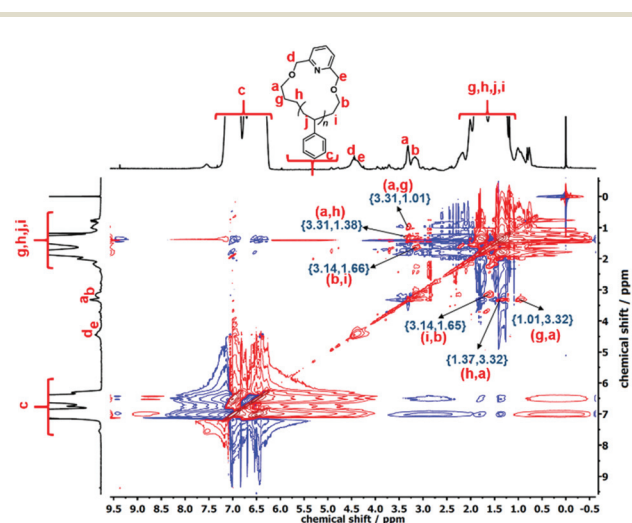 d
e
N
a
O
O
g
h
b
j
n
i
c
c
g,h,j,i
d
e
a
b
(a,g)
{3.31,1.01}
(a,h)
{3.31,1.38}
{3.14,1.66}
(b,i)
{3.14,1.65}
(i,b)
{1.37,3.32}
(h,a)
{1.01,3.32}
(g,a)
g,h,j,i
a b
d e
c
0
1
2
3
4
5
6
7
8
9
chemical shift / ppm
9.5 9.0 8.5 8.0 7.5 7.0 6.5 6.0 5.5 5.0 4.5 4.0 3.5 3.0 2.5 2.0 1.5 1.0 0.5 0.0 -0.5
chemical shift / ppm